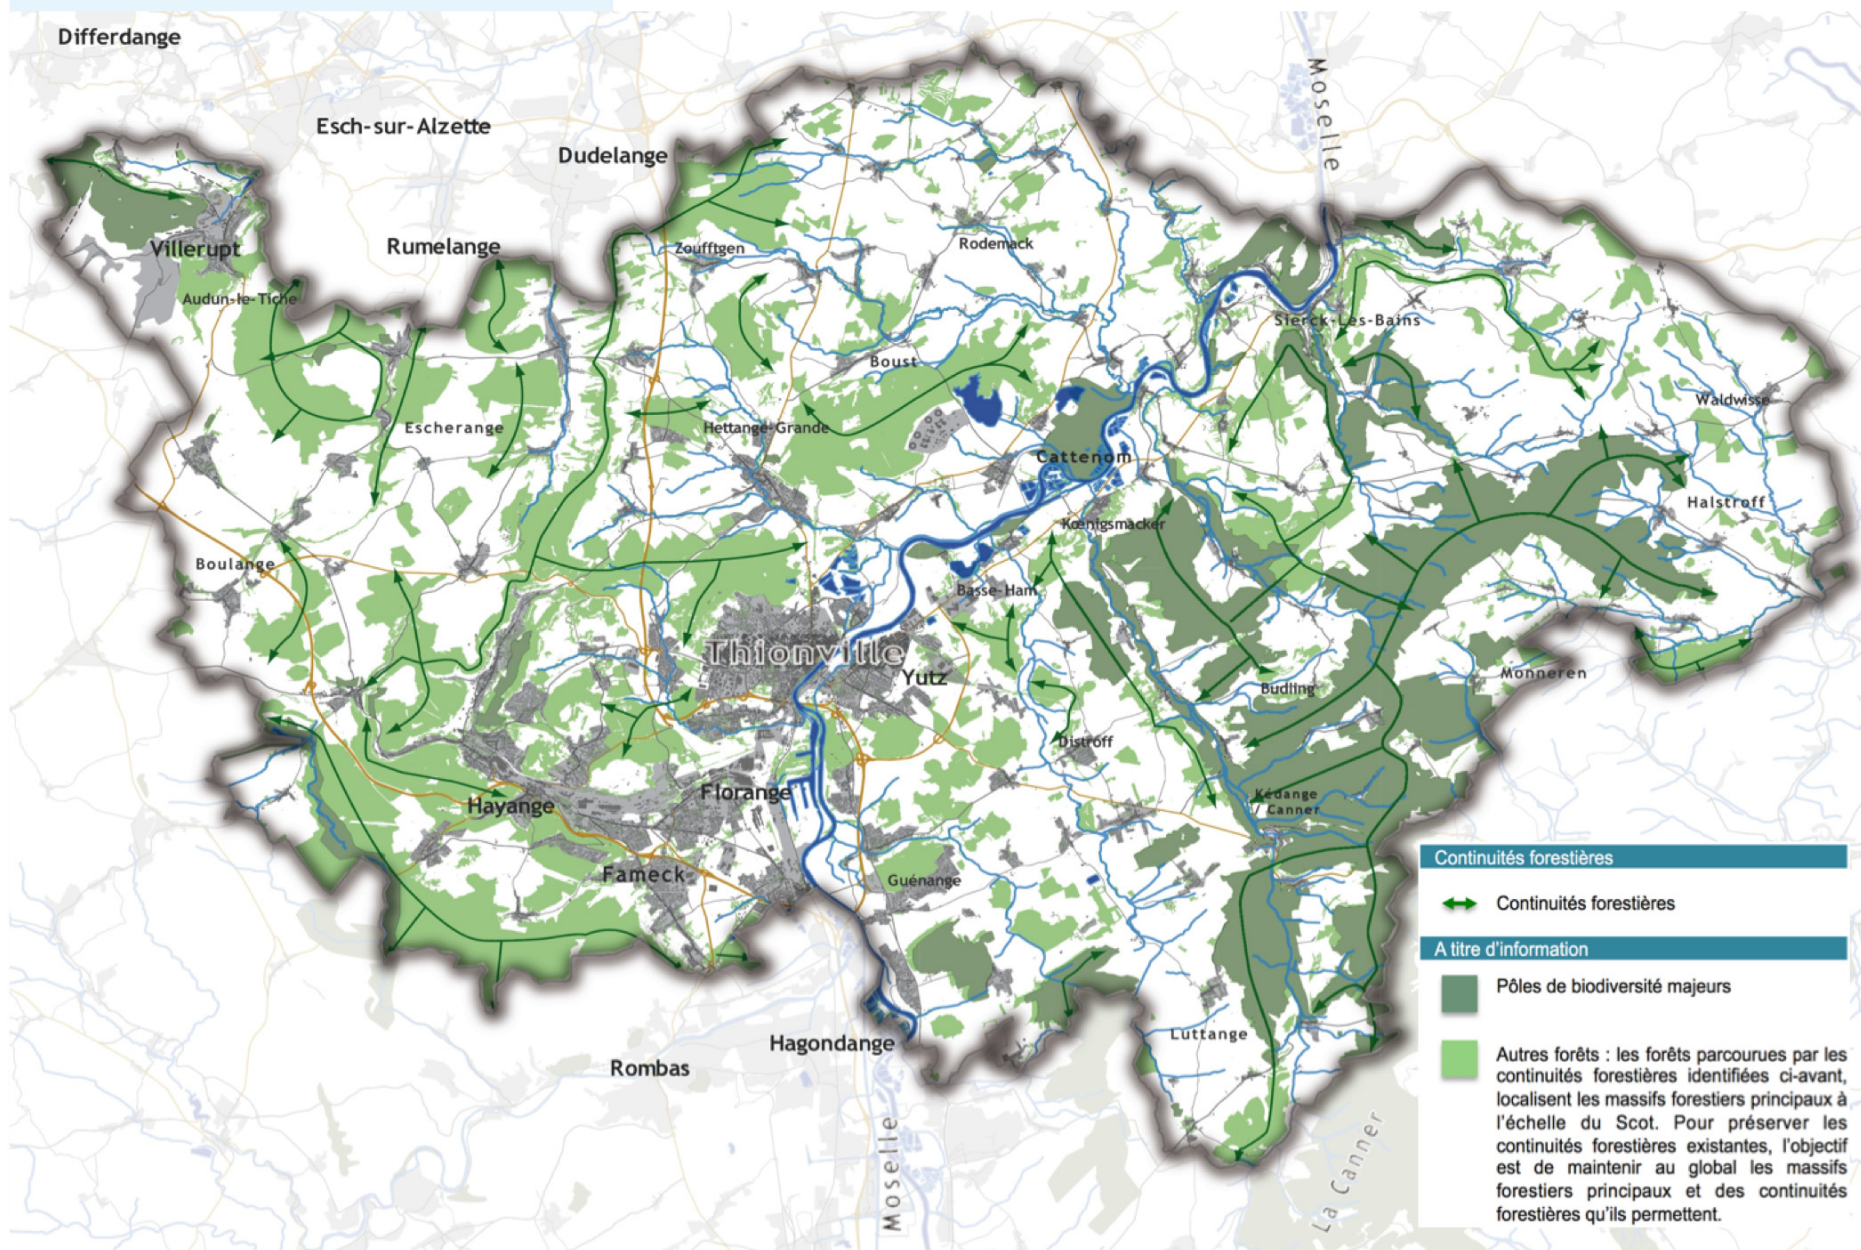 Differdange
Esch-sur-Alzette
Dudelange
Moselle
Villerupt
Rumelange
Zoufftgen
Rodemack
Audun-le-Tiche
Sierck-Les-Bains
Boust
Escherange
Hettange-Grande
Waldwisse
Cattenom
Halstroff
Kœnigsmacker
Boulange
Basse-Ham
Thionville
Yutz
Budling
Monneren
Distroff
Hayange
Florange
Kédange
/ Canner
Fameck
Guénange
Luttange
Hagondange
Rombas
Moselle
La Canner
Continuités forestières
Continuités forestières
A titre d'information
Pôles de biodiversité majeurs
Autres forêts : les forêts parcourues par les
continuités forestières identifiées ci-avant,
localisent les massifs forestiers principaux à
l'échelle du Scot. Pour préserver les
continuités forestières existantes, l'objectif
est de maintenir au global les massifs
forestiers principaux et des continuités
forestières qu'ils permettent.